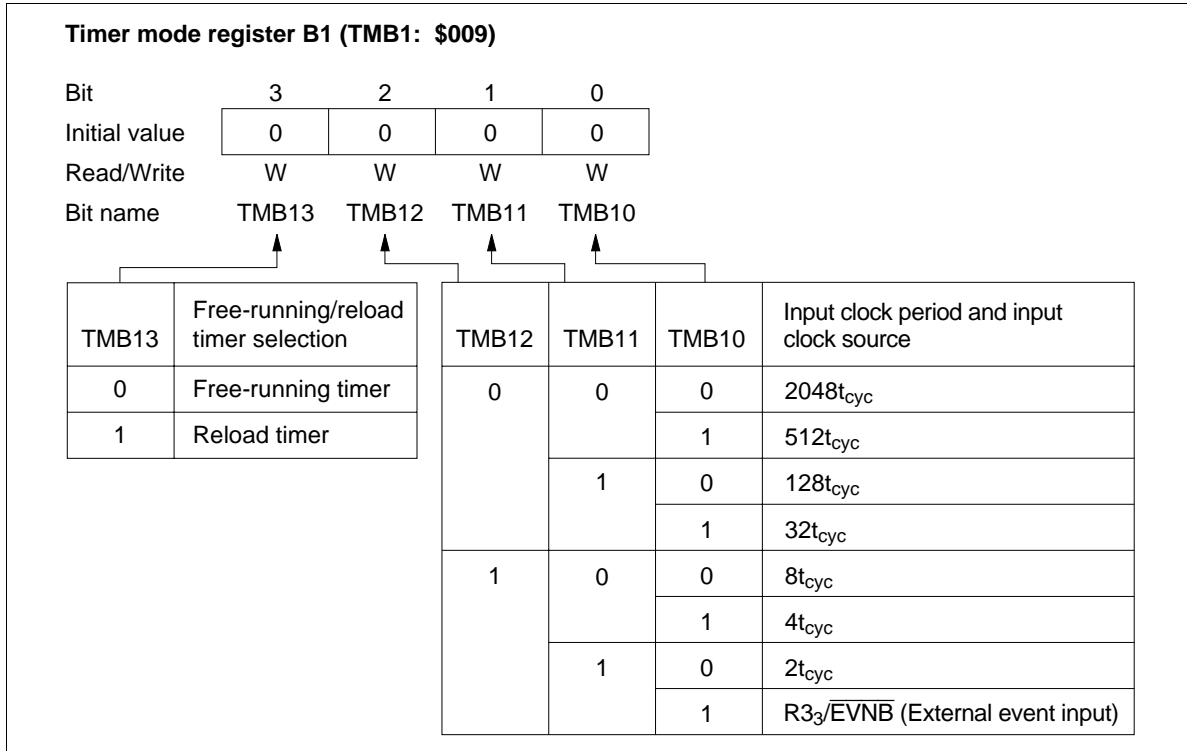 Timer mode register B1 (TMB1: $009)
Bit 3 2 1 0
Initial value 0 0 0 0
Read/Write W W W W
Bit name TMB13 TMB12 TMB11 TMB10
TMB13 Free-running/reload timer selection
0 Free-running timer
1 Reload timer
TMB12 TMB11 TMB10 Input clock period and input clock source
0 0 0 2048tcyc
1 512tcyc
1 0 128tcyc
1 32tcyc
1 0 0 8tcyc
1 4tcyc
1 0 2tcyc
1 R33/EVNB (External event input)